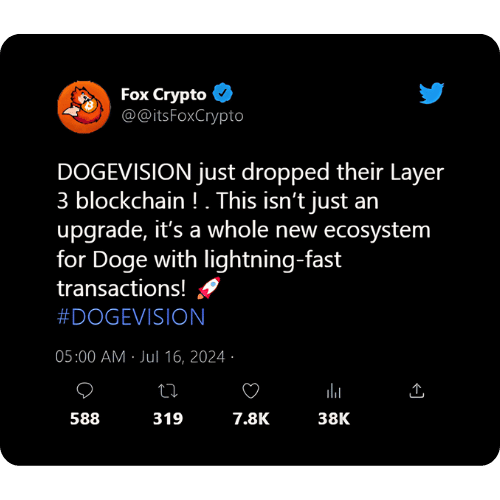 Fox Crypto
@@itsFoxCrypto
DOGEVISION just dropped their Layer
3 blockchain ! . This isn't just an
upgrade, it's a whole new ecosystem
for Doge with lightning-fast
transactions! 🚀
#DOGEVISION
05:00 AM · Jul 16, 2024 ·
588 319 7.8K 38K